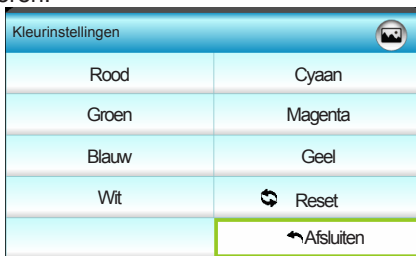 Kleurinstellingen
Rood Cyaan
Groen Magenta
Blauw Geel
Wit Reset
Afsluiten